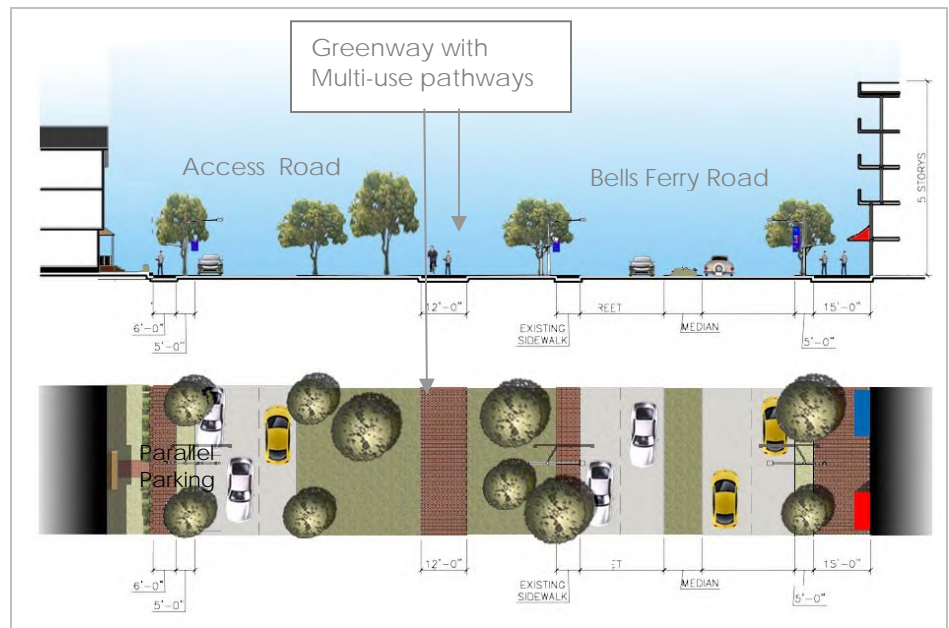 Greenway with
Multi-use pathways
Access Road
Bells Ferry Road
5 STORYS
6'-0"
5'-0"
12'-0"
EXISTING
SIDEWALK
REET
MEDIAN
5'-0"
15'-0"
Parallel
Parking
6'-0"
5'-0"
12'-0"
EXISTING
SIDEWALK
ET
MEDIAN
5'-0"
15'-0"